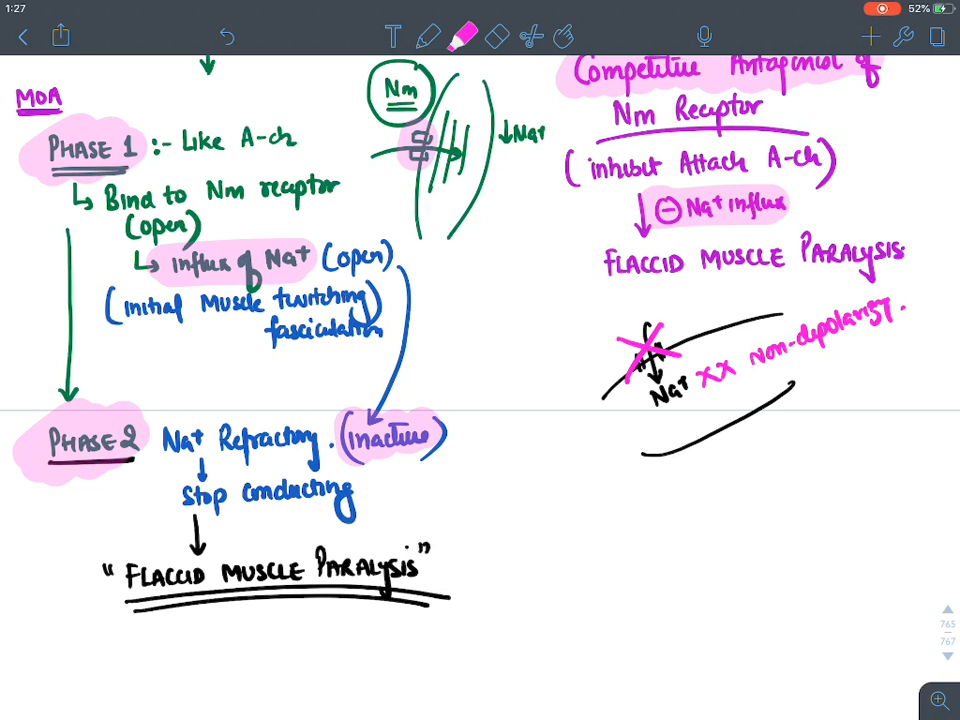 1:27
52%
T
MOA
PHASE 1 :- Like A-ch
↳ Bind to Nm reaptor
(open)
↳ influx of Na+ (open)
(initial Muscle twitching
fasciculation)
Nm
↓Na+
PHASE 2 Na+ Refractory. (inactive)
↓
stop conducting
↓
"FLACCID MUSCLE PARALYSIS"
Competitive Antagonist of
Nm Receptor
(inhibit Attach A-ch)
↓ ⊖ Na+ influx
FLACCID MUSCLE PARALYSIS.
Na+ XX non-depolarizg.
765
767